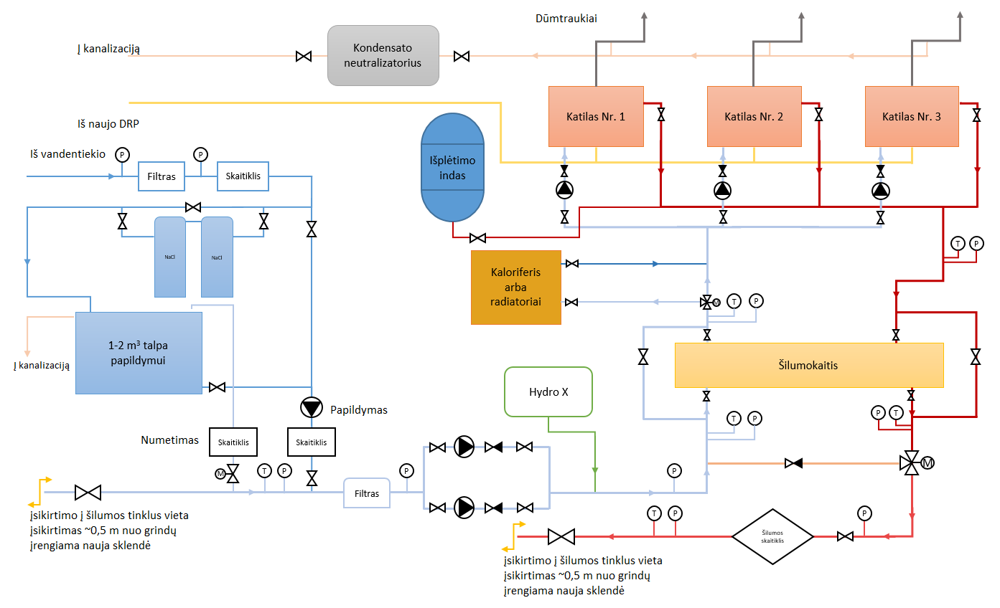 Dūmtraukiai
Į kanalizaciją
Kondensato
neutralizatorius
Iš naujo DRP
Katilas Nr. 1
Katilas Nr. 2
Katilas Nr. 3
Iš vandentiekio
P
P
Filtras
Skaitiklis
Išplėtimo
indas
NaCl
NaCl
T
P
Kaloriferis
arba
radiatoriai
M
T
P
1-2 m³ talpa
papildymui
Į kanalizaciją
Šilumokaitis
Hydro X
Papildymas
T
P
P
T
Numetimas
Skaitiklis
Skaitiklis
M
T
P
P
P
M
Filtras
įsikirtimo į šilumos tinklus vieta
įsikirtimas ~0,5 m nuo grindų
įrengiama nauja sklendė
T
P
P
Šilumos
skaitiklis
įsikirtimo į šilumos tinklus vieta
įsikirtimas ~0,5 m nuo grindų
įrengiama nauja sklendė